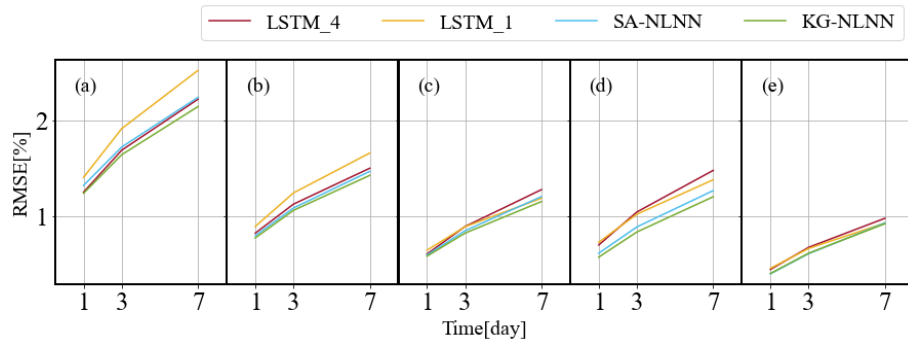 LSTM_4 LSTM_1 SA-NLNN KG-NLNN
(a) (b) (c) (d) (e)
2
1
RMSE[%]
1 3 7 1 3 7 1 3 7 1 3 7 1 3 7
Time[day]